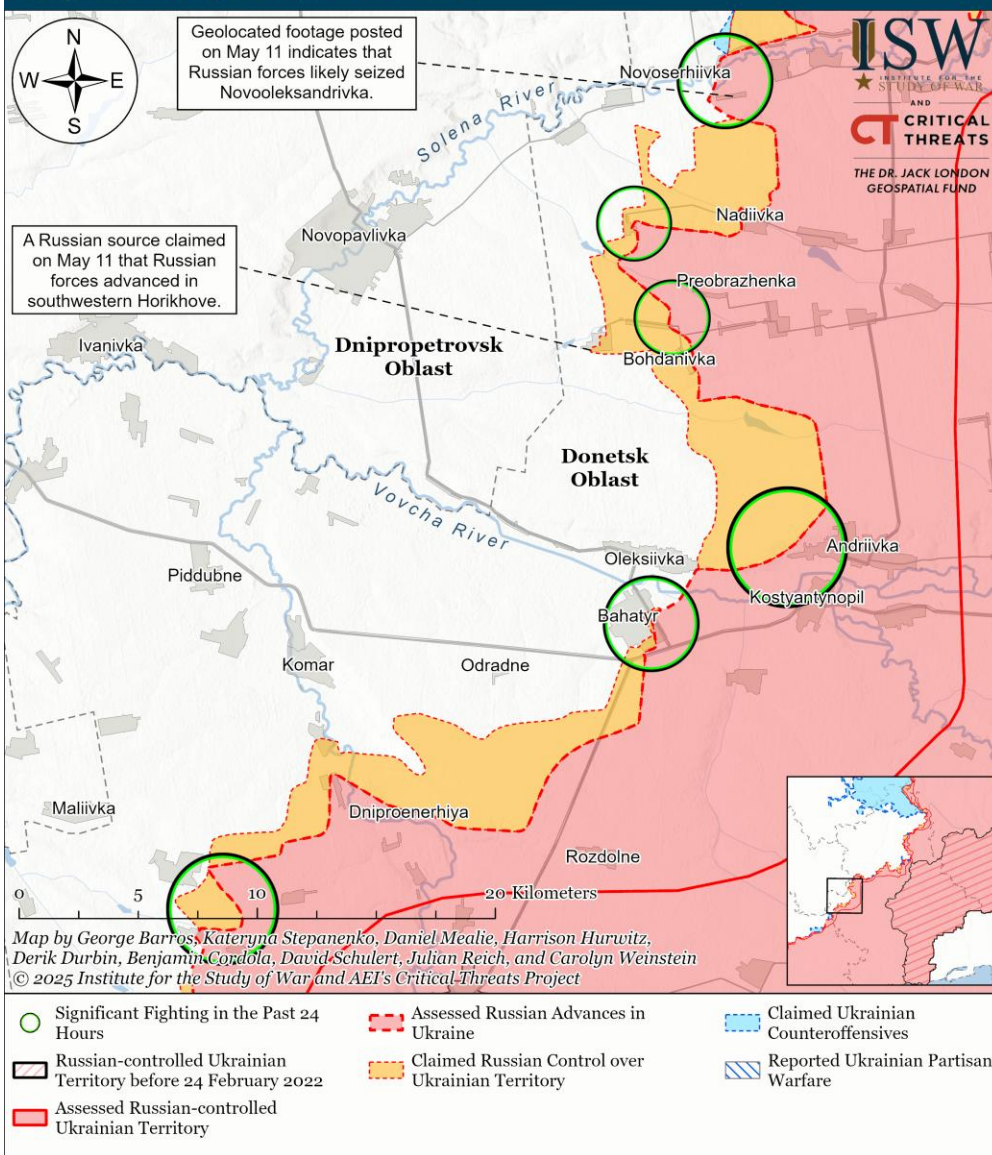 N
W
E
S
Geolocated footage posted
on May 11 indicates that
Russian forces likely seized
Novooleksandrivka.
ISW
INSTITUTE FOR THE
STUDY OF WAR
AND
CT CRITICAL
THREATS
THE DR. JACK LONDON
GEOSPATIAL FUND
Novoserhiivka
Solena River
Nadiivka
Novopavlivka
A Russian source claimed
on May 11 that Russian
forces advanced in
southwestern Horikhove.
Preobrazhenka
Ivanivka
Dnipropetrovsk
Oblast
Bohdanivka
Donetsk
Oblast
Vovcha River
Andriivka
Oleksiivka
Piddubne
Kostyantynopil
Bahatyr
Komar
Odradne
Maliivka
Dniproenerhiya
Rozdolne
0
5
10
20 Kilometers
Map by George Barros, Kateryna Stepanenko, Daniel Mealie, Harrison Hurwitz,
Derik Durbin, Benjamin Cordola, David Schulert, Julian Reich, and Carolyn Weinstein
© 2025 Institute for the Study of War and AEI's Critical Threats Project
Significant Fighting in the Past 24
Hours
Russian-controlled Ukrainian
Territory before 24 February 2022
Assessed Russian-controlled
Ukrainian Territory
Assessed Russian Advances in
Ukraine
Claimed Russian Control over
Ukrainian Territory
Claimed Ukrainian
Counteroffensives
Reported Ukrainian Partisan
Warfare